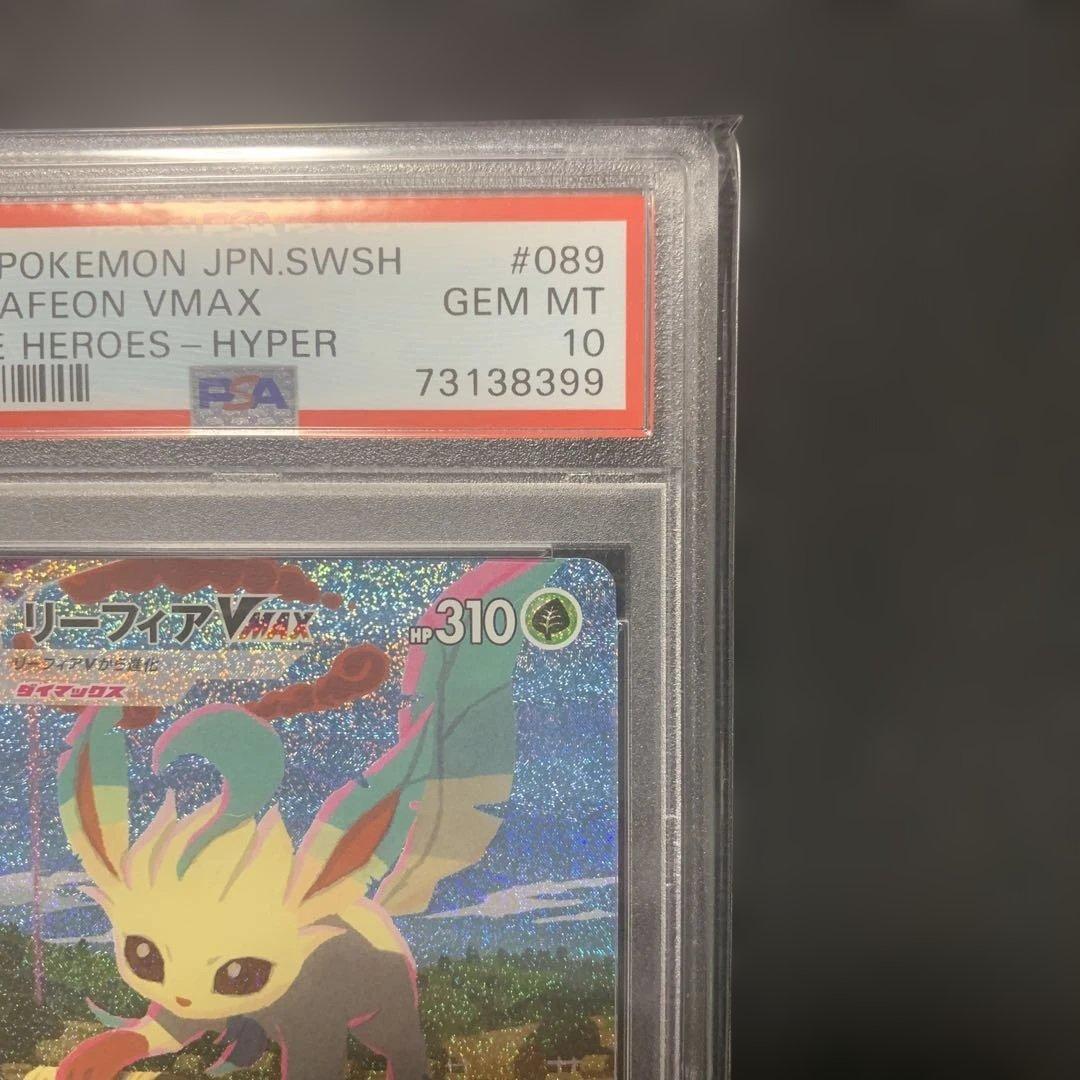 POKEMON JPN.SWSH #089
AFEON VMAX GEM MT
E HEROES – HYPER 10
PSA 73138399
リーフィアVMAX HP310
リーフィアVから進化
ダイマックス